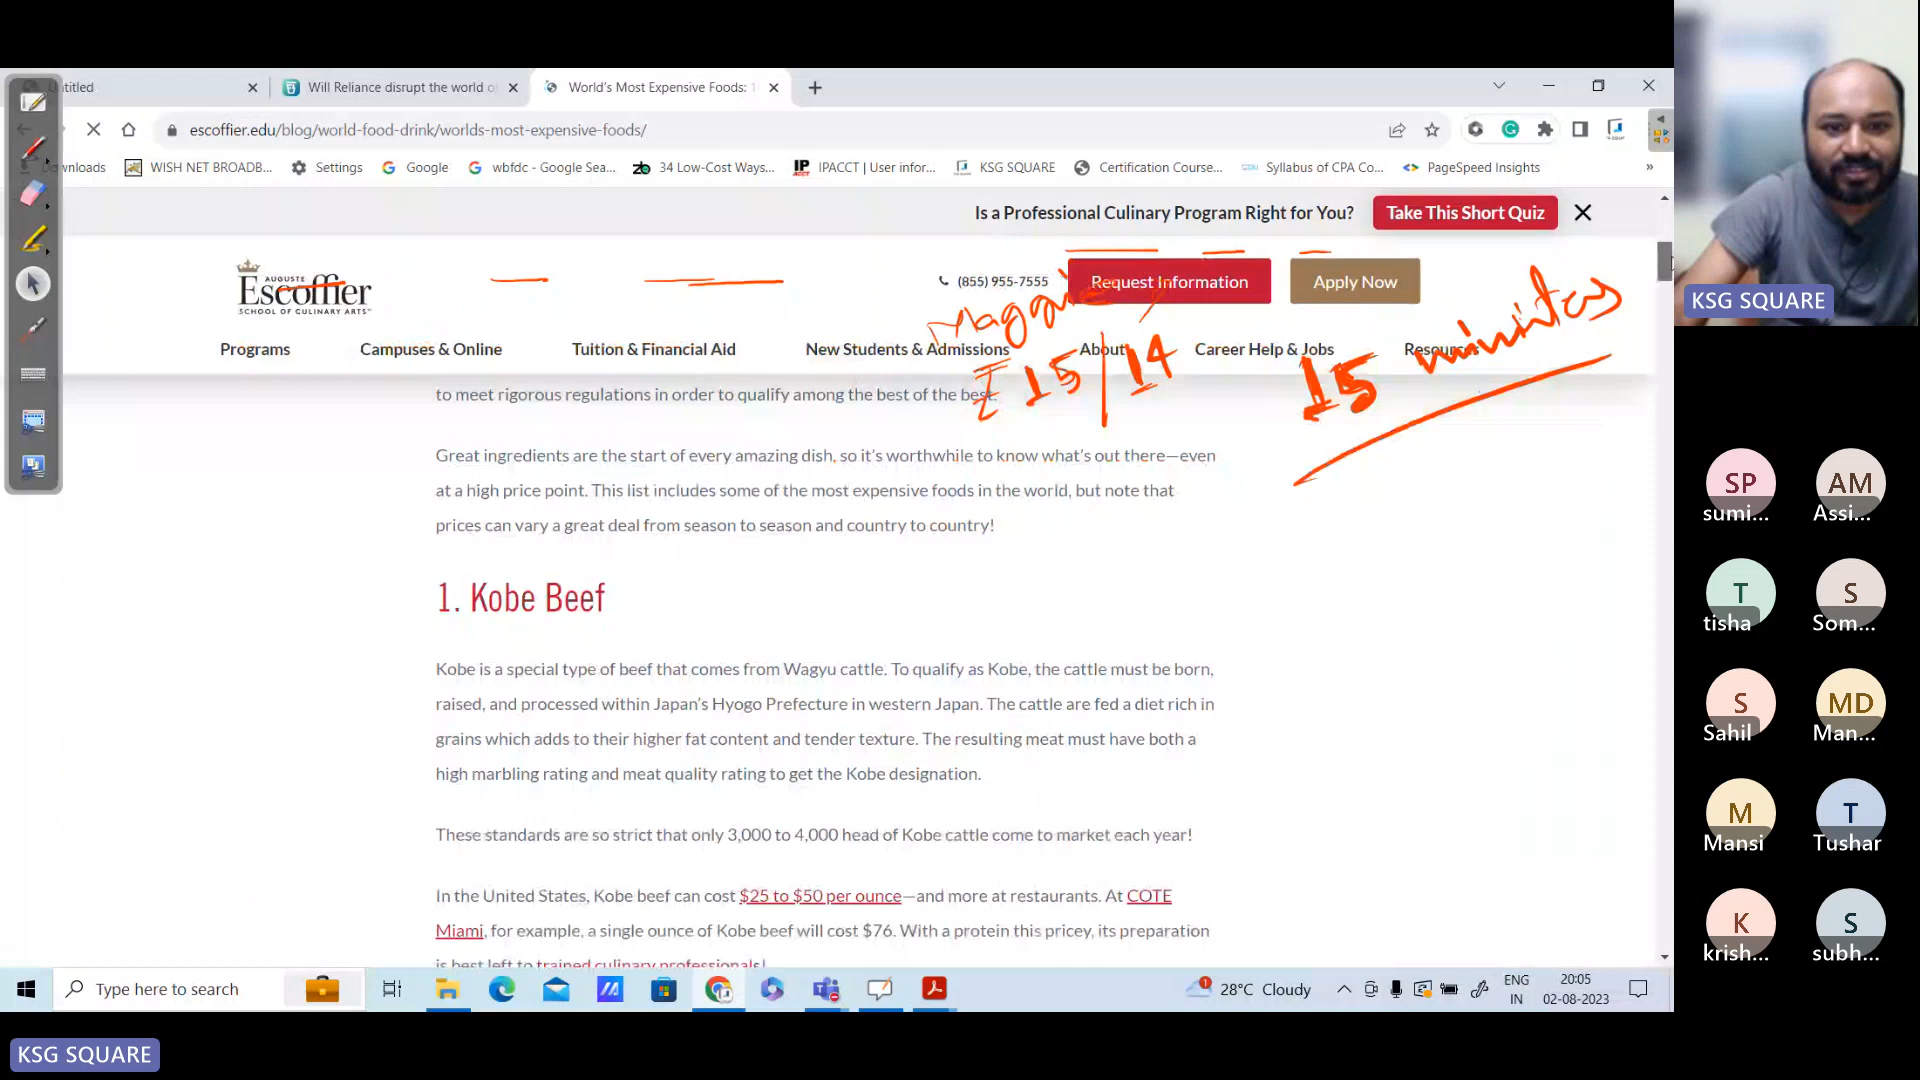 Untitled
Will Reliance disrupt the world o
World's Most Expensive Foods: 1
escoffier.edu/blog/world-food-drink/worlds-most-expensive-foods/
Downloads
WISH NET BROADB...
Settings
Google
wbfdc - Google Sea...
34 Low-Cost Ways...
IPACCT | User infor...
KSG SQUARE
Certification Course...
Syllabus of CPA Co...
PageSpeed Insights
»
Is a Professional Culinary Program Right for You?
Take This Short Quiz
AUGUSTE
Escoffier
SCHOOL OF CULINARY ARTS
(855) 955-7555
Request Information
Apply Now
Maggie
15 minutes
Programs
Campuses & Online
Tuition & Financial Aid
New Students & Admissions
About
Career Help & Jobs
Resources
₹ 15/14
to meet rigorous regulations in order to qualify among the best of the best.
Great ingredients are the start of every amazing dish, so it's worthwhile to know what's out there—even
at a high price point. This list includes some of the most expensive foods in the world, but note that
prices can vary a great deal from season to season and country to country!
1. Kobe Beef
Kobe is a special type of beef that comes from Wagyu cattle. To qualify as Kobe, the cattle must be born,
raised, and processed within Japan's Hyogo Prefecture in western Japan. The cattle are fed a diet rich in
grains which adds to their higher fat content and tender texture. The resulting meat must have both a
high marbling rating and meat quality rating to get the Kobe designation.
These standards are so strict that only 3,000 to 4,000 head of Kobe cattle come to market each year!
In the United States, Kobe beef can cost $25 to $50 per ounce—and more at restaurants. At COTE
Miami, for example, a single ounce of Kobe beef will cost $76. With a protein this pricey, its preparation
is best left to trained culinary professionals!
Type here to search
28°C Cloudy
ENG
IN
20:05
02-08-2023
KSG SQUARE
KSG SQUARE
SP
sumi...
AM
Assi...
T
tisha
S
Som...
S
Sahil
MD
Man...
M
Mansi
T
Tushar
K
krish...
S
subh...